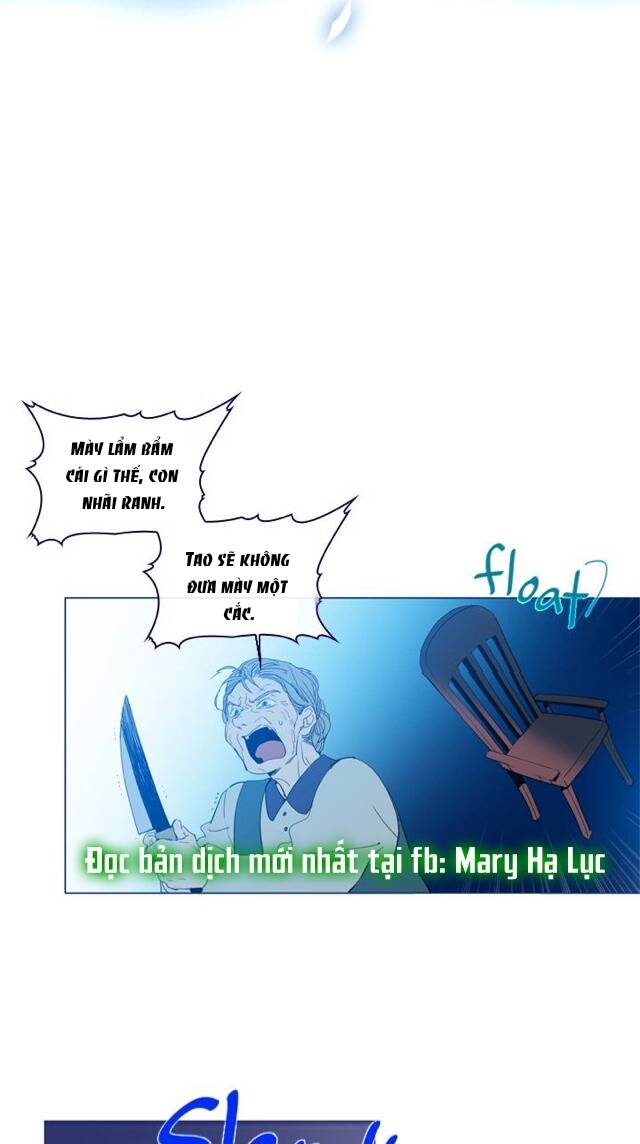 MÀY LẨM BẨM
CÁI GÌ THẾ, CON
NHÃI RANH.
TAO SẼ KHÔNG
ĐƯA MÀY MỘT
CẮC.
float
Đọc bản dịch mới nhất tại fb: Mary Hạ Lục